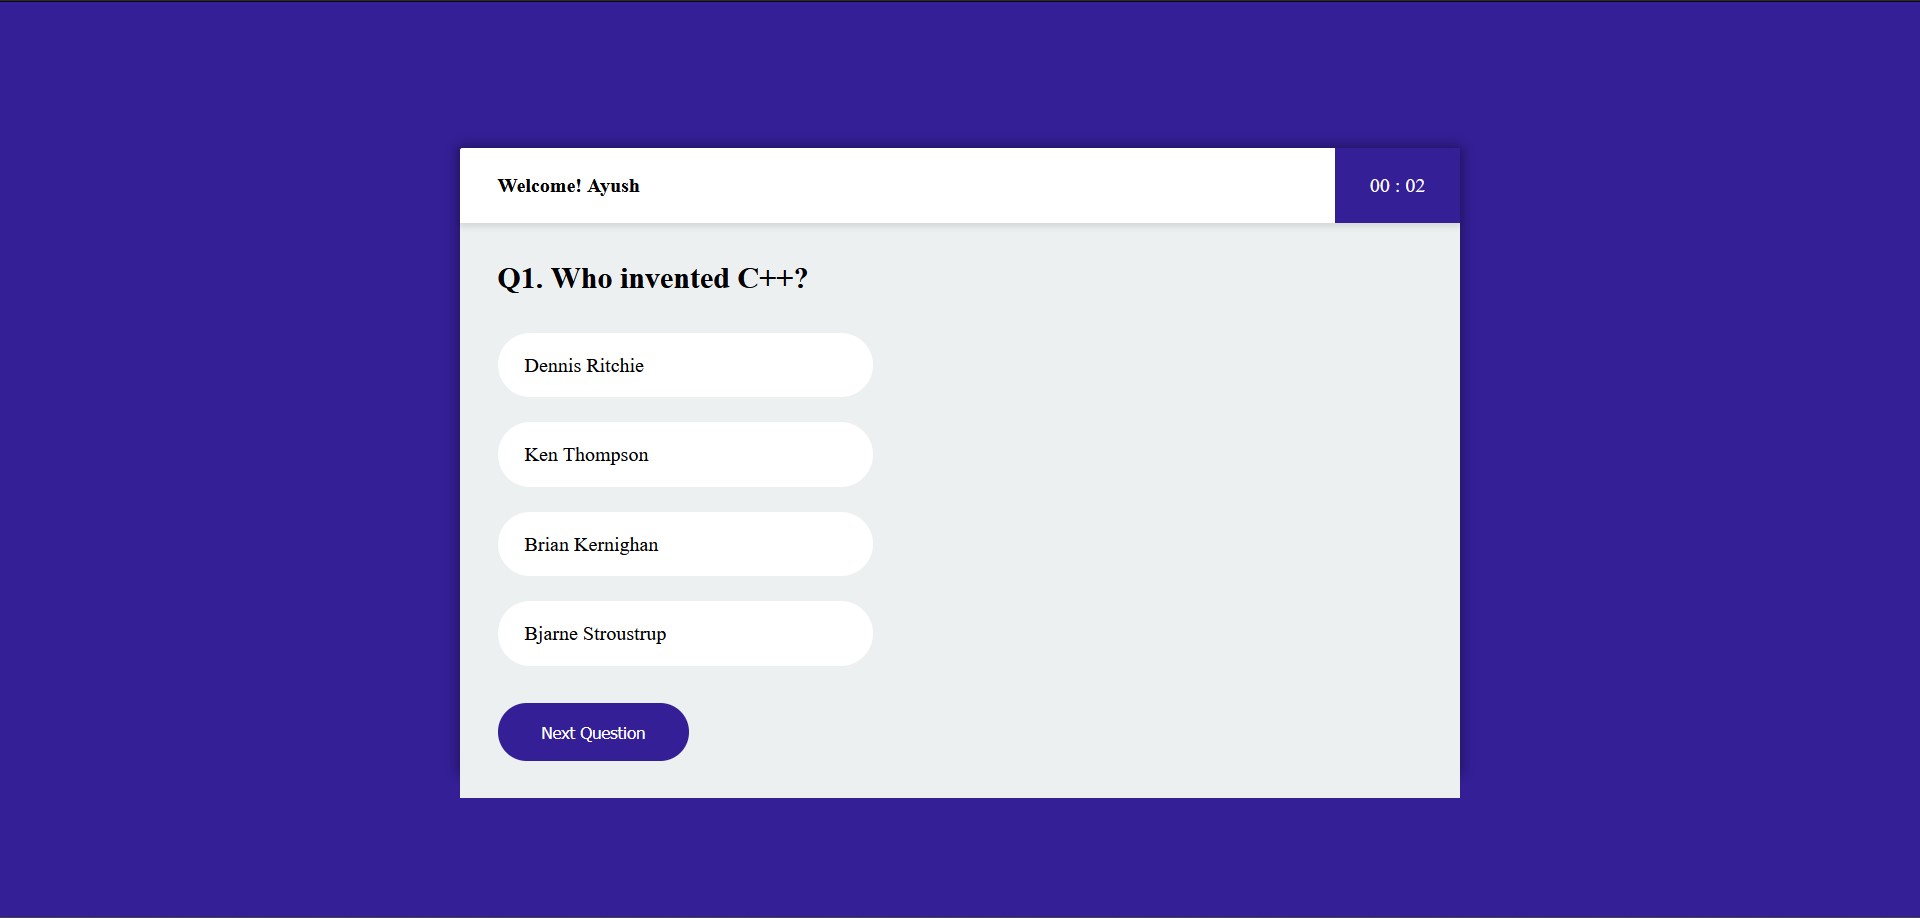 Welcome! Ayush
00 : 02
Q1. Who invented C++?
Dennis Ritchie
Ken Thompson
Brian Kernighan
Bjarne Stroustrup
Next Question